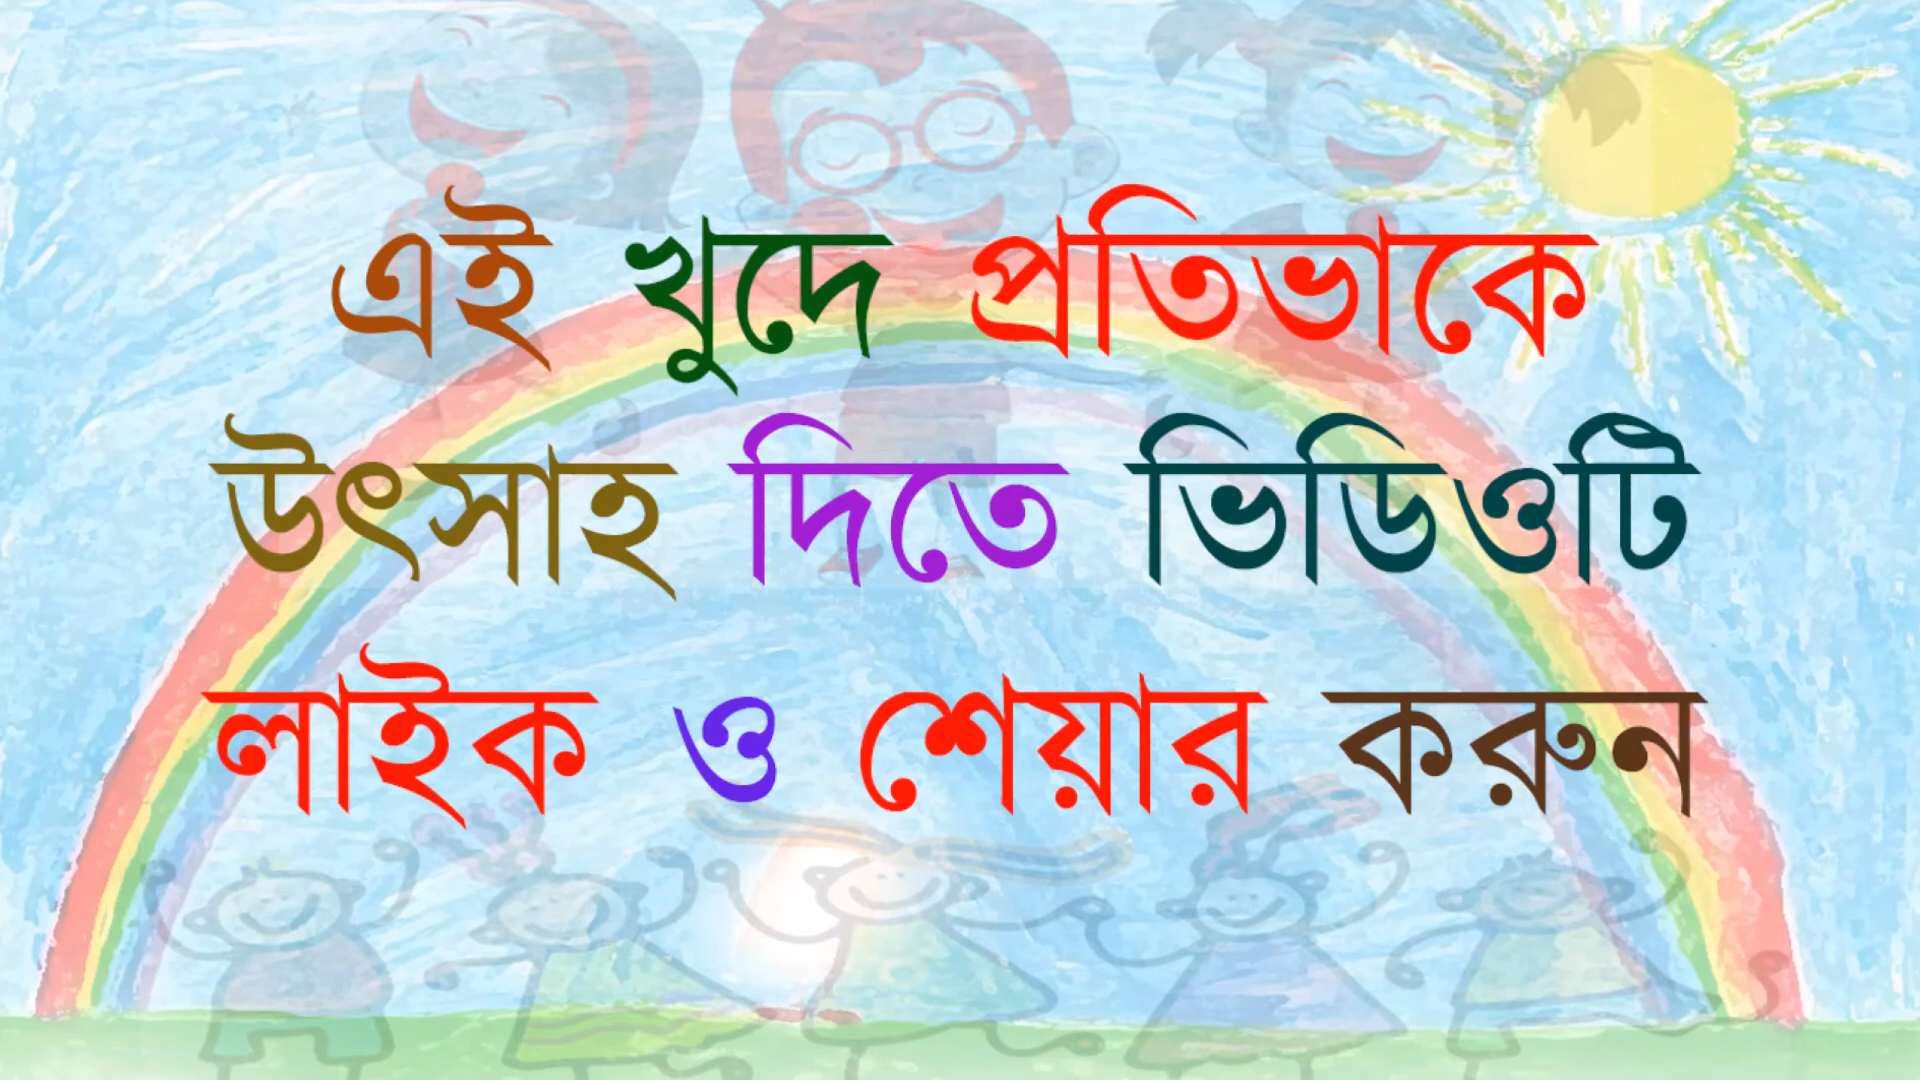 এই খুদে প্রতিভাকে
উৎসাহ দিতে ভিডিওটি
লাইক ও শেয়ার করুন